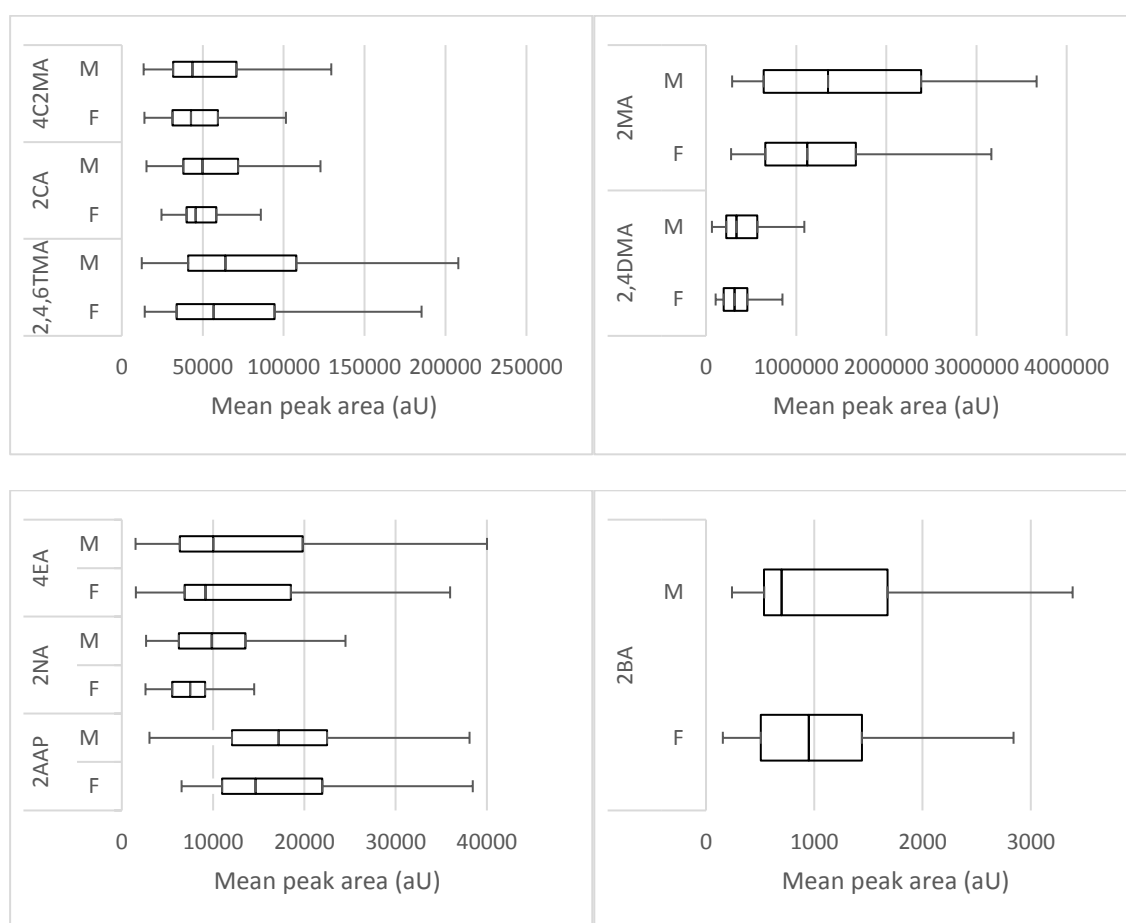 4C2MA
M
F
2CA
M
F
2,4,6TMA
M
F
0 50000 100000 150000 200000 250000
Mean peak area (aU)
2MA
M
F
2,4DMA
M
F
0 1000000 2000000 3000000 4000000
Mean peak area (aU)
4EA
M
F
2NA
M
F
2AAP
M
F
0 10000 20000 30000 40000
Mean peak area (aU)
2BA
M
F
0 1000 2000 3000
Mean peak area (aU)